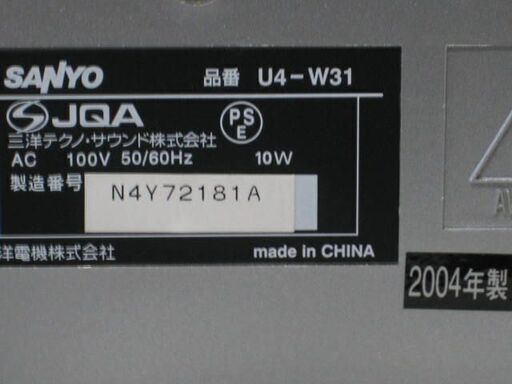 SANYO 品番 U4-W31
JQA PS E
三洋テクノ・サウンド株式会社
AC 100V 50/60Hz 10W
製造番号 N4Y72181A
洋電機株式会社 made in CHINA
2004年製